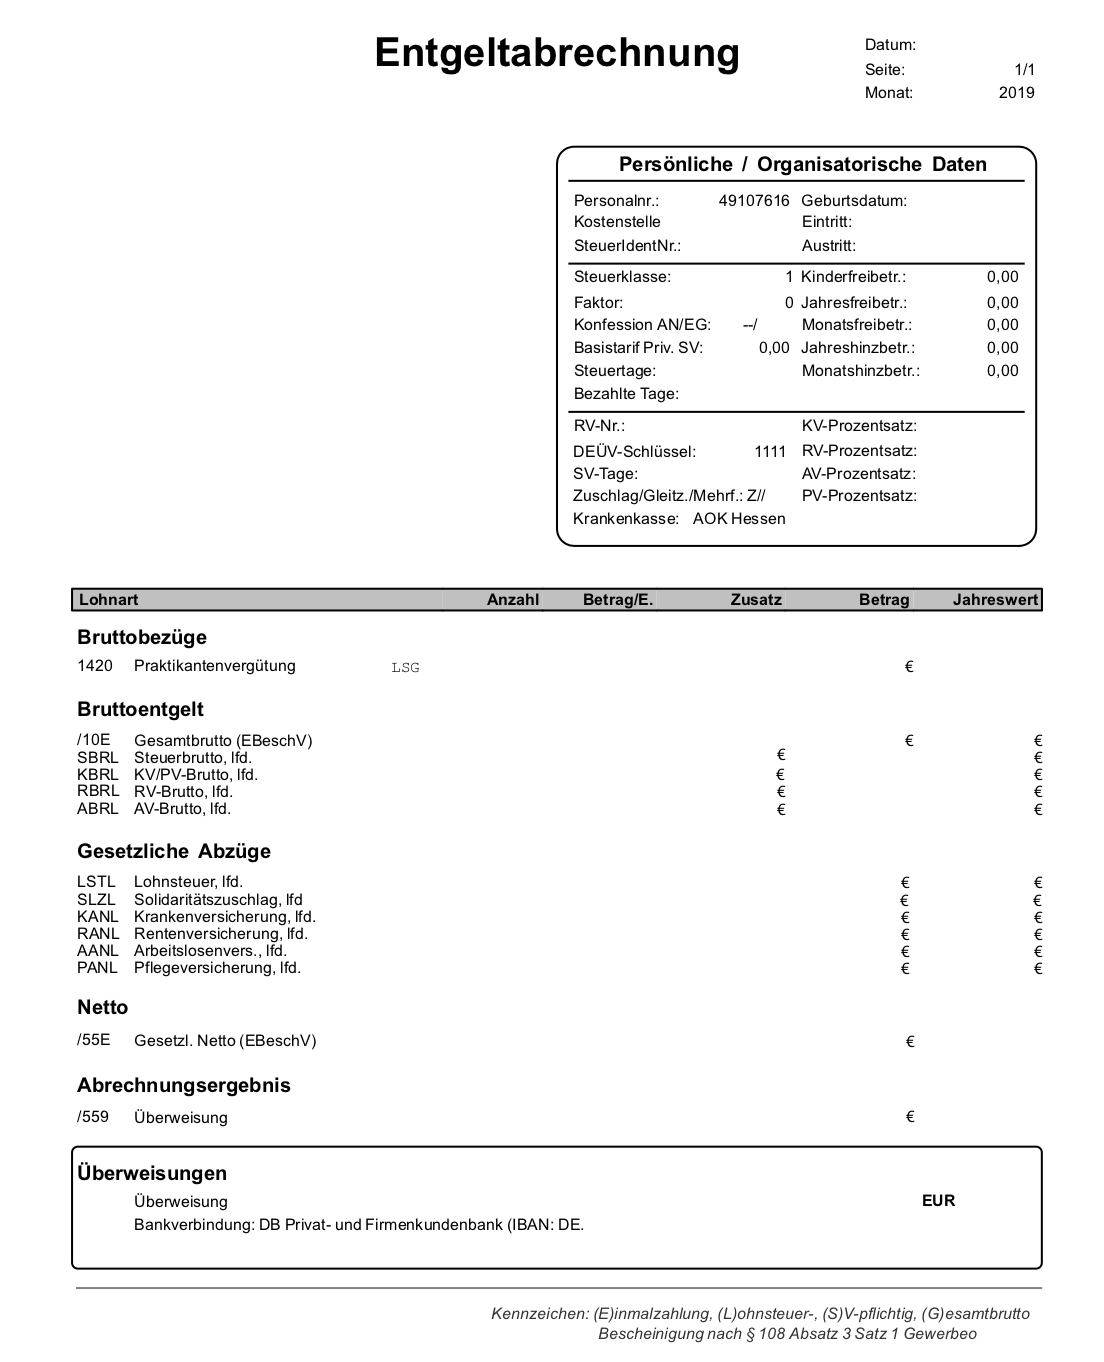 Entgeltabrechnung
Datum:
Seite: 1/1
Monat: 2019
Persönliche / Organisatorische Daten
Personalnr.: 49107616 Geburtsdatum:
Kostenstelle Eintritt:
SteuerIdentNr.: Austritt:
Steuerklasse: 1 Kinderfreibetr.: 0,00
Faktor: 0 Jahresfreibetr.: 0,00
Konfession AN/EG: --/ Monatsfreibetr.: 0,00
Basistarif Priv. SV: 0,00 Jahreshinzbetr.: 0,00
Steuertage: Monatshinzbetr.: 0,00
Bezahlte Tage:
RV-Nr.: KV-Prozentsatz:
DEÜV-Schlüssel: 1111 RV-Prozentsatz:
SV-Tage: AV-Prozentsatz:
Zuschlag/Gleitz./Mehrf.: Z// PV-Prozentsatz:
Krankenkasse: AOK Hessen
Lohnart Anzahl Betrag/E. Zusatz Betrag Jahreswert
Bruttobezüge
1420 Praktikantenvergütung LSG €
Bruttoentgelt
/10E Gesamtbrutto (EBeschV) € €
SBRL Steuerbrutto, lfd. € €
KBRL KV/PV-Brutto, lfd. € €
RBRL RV-Brutto, lfd. € €
ABRL AV-Brutto, lfd. € €
Gesetzliche Abzüge
LSTL Lohnsteuer, lfd. € €
SLZL Solidaritätszuschlag, lfd € €
KANL Krankenversicherung, lfd. € €
RANL Rentenversicherung, lfd. € €
AANL Arbeitslosenvers., lfd. € €
PANL Pflegeversicherung, lfd. € €
Netto
/55E Gesetzl. Netto (EBeschV) €
Abrechnungsergebnis
/559 Überweisung €
Überweisungen
Überweisung EUR
Bankverbindung: DB Privat- und Firmenkundenbank (IBAN: DE.
Kennzeichen: (E)inmalzahlung, (L)ohnsteuer-, (S)V-pflichtig, (G)esamtbrutto
Bescheinigung nach § 108 Absatz 3 Satz 1 Gewerbeo